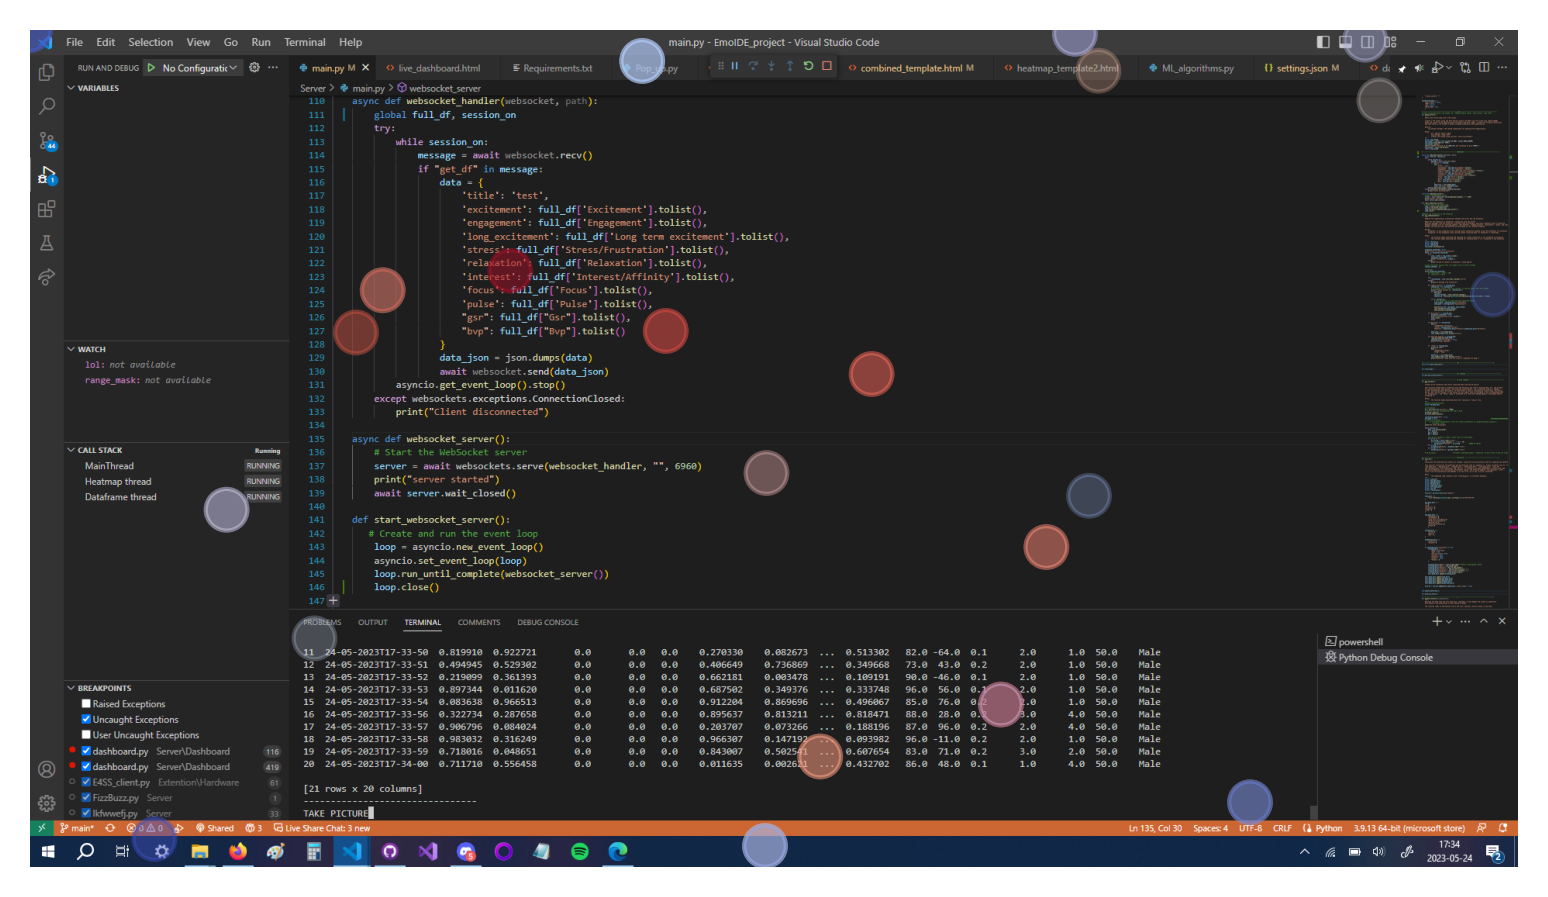 File Edit Selection View Go Run Terminal Help
main.py - EmoIDE_project - Visual Studio Code
RUN AND DEBUG No Configuratic
main.py M
live_dashboard.html
Requirements.txt
combined_template.html M
heatmap_template2.html
ML_algorithms.py
settings.json M
VARIABLES
Server > main.py > websocket_server
110 async def websocket_handler(websocket, path):
111 global full_df, session_on
112 try:
113 while session_on:
114 message = await websocket.recv()
115 if "get_df" in message:
116 data = {
117 'title': 'test',
118 'excitement': full_df['Excitement'].tolist(),
119 'engagement': full_df['Engagement'].tolist(),
120 'long_excitement': full_df['Long term excitement'].tolist(),
121 'stress': full_df['Stress/Frustration'].tolist(),
122 'relaxation': full_df['Relaxation'].tolist(),
123 'interest': full_df['Interest/Affinity'].tolist(),
124 'focus': full_df['Focus'].tolist(),
125 'pulse': full_df['Pulse'].tolist(),
126 "gsr": full_df["Gsr"].tolist(),
127 "bvp": full_df["Bvp"].tolist()
128 }
129 data_json = json.dumps(data)
130 await websocket.send(data_json)
131 asyncio.get_event_loop().stop()
132 except websockets.exceptions.ConnectionClosed:
133 print("Client disconnected")
134
135 async def websocket_server():
136 # Start the WebSocket server
137 server = await websockets.serve(websocket_handler, "", 6960)
138 print("server started")
139 await server.wait_closed()
140
141 def start_websocket_server():
142 # Create and run the event loop
143 loop = asyncio.new_event_loop()
144 asyncio.set_event_loop(loop)
145 loop.run_until_complete(websocket_server())
146 loop.close()
147
44
1
WATCH
lol: not available
range_mask: not available
CALL STACK Running
MainThread RUNNING
Heatmap thread RUNNING
Dataframe thread RUNNING
BREAKPOINTS
Raised Exceptions
Uncaught Exceptions
User Uncaught Exceptions
dashboard.py Server\Dashboard 116
dashboard.py Server\Dashboard 419
E4SS_client.py Extention\Hardware 61
FizzBuzz.py Server 1
lkfwwefj.py Server 33
PROBLEMS OUTPUT TERMINAL COMMENTS DEBUG CONSOLE
powershell
Python Debug Console
11 24-05-2023T17-33-50 0.819910 0.922721 0.0 0.0 0.0 0.270330 0.082673 ... 0.513302 82.0 -64.0 0.1 2.0 1.0 50.0 Male
12 24-05-2023T17-33-51 0.494945 0.529302 0.0 0.0 0.0 0.406649 0.736869 ... 0.349668 73.0 43.0 0.2 2.0 1.0 50.0 Male
13 24-05-2023T17-33-52 0.219099 0.361393 0.0 0.0 0.0 0.662181 0.003478 ... 0.109191 90.0 -46.0 0.1 2.0 1.0 50.0 Male
14 24-05-2023T17-33-53 0.897344 0.011620 0.0 0.0 0.0 0.687502 0.349376 ... 0.333748 96.0 56.0 0.1 2.0 1.0 50.0 Male
15 24-05-2023T17-33-54 0.083638 0.966513 0.0 0.0 0.0 0.912204 0.869696 ... 0.496067 85.0 76.0 0.2 2.0 1.0 50.0 Male
16 24-05-2023T17-33-56 0.322734 0.287658 0.0 0.0 0.0 0.895637 0.813211 ... 0.818471 88.0 28.0 3.0 4.0 50.0 Male
17 24-05-2023T17-33-57 0.906796 0.084024 0.0 0.0 0.0 0.203707 0.073266 ... 0.188196 87.0 96.0 0.2 2.0 4.0 50.0 Male
18 24-05-2023T17-33-58 0.983032 0.316249 0.0 0.0 0.0 0.966307 0.147192 ... 0.093982 96.0 -11.0 0.2 2.0 1.0 50.0 Male
19 24-05-2023T17-33-59 0.718016 0.048651 0.0 0.0 0.0 0.843007 0.502541 ... 0.607654 83.0 71.0 0.2 3.0 2.0 50.0 Male
20 24-05-2023T17-34-00 0.711710 0.556458 0.0 0.0 0.0 0.011635 0.002621 ... 0.432702 86.0 48.0 0.1 1.0 4.0 50.0 Male
[21 rows x 20 columns]
--------------------------------
TAKE PICTURE
main* 0 0 Shared 3 Live Share Chat: 3 new
Ln 135, Col 30 Spaces: 4 UTF-8 CRLF Python 3.9.13 64-bit (microsoft store)
17:34
2023-05-24
2